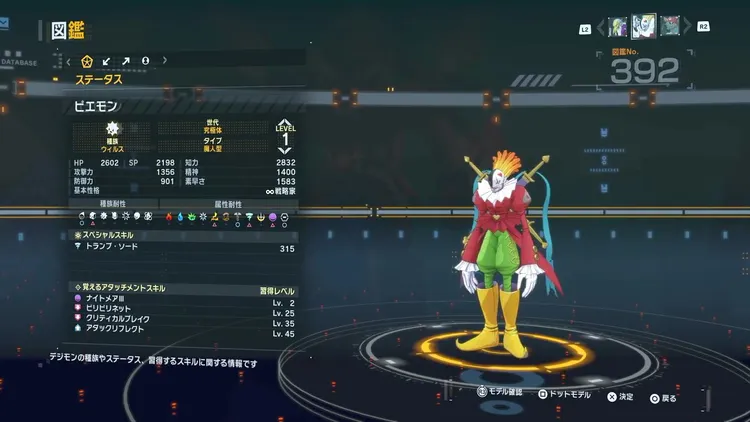 図鑑
DATABASE
L2
R2
図鑑No.
392
ステータス
ピエモン
種族
ウイルス
世代
究極体
タイプ
魔人型
LEVEL
1
HP 2602 SP 2198 知力 2832
攻撃力 1356 精神 1400
防御力 901 素早さ 1583
基本性格 戦略家
種族耐性 属性耐性
スペシャルスキル
トランプ・ソード 315
覚えるアタッチメントスキル 習得レベル
ナイトメアIII Lv. 2
ビリビリネット Lv. 25
クリティカルブレイク Lv. 35
アタックリフレクト Lv. 45
デジモンの種族やステータス、習得するスキルに関する情報です
R3 モデル確認 ドットモデル 決定 戻る